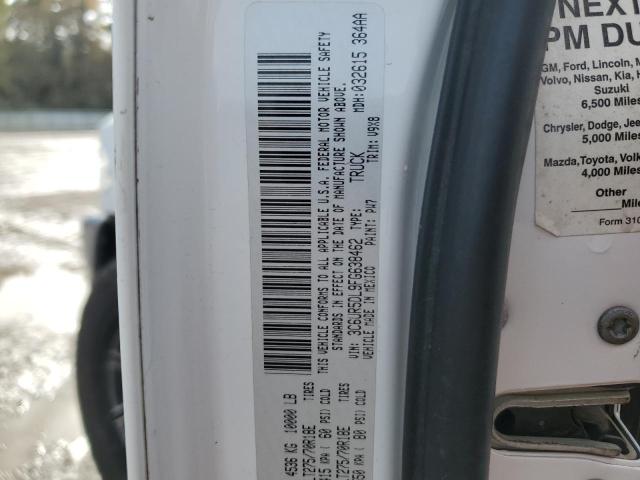 4536 KG 10000 LB
LT275/70R18E TIRES
415 KPA ( 60 PSI) COLD
LT275/70R18E TIRES
550 KPA ( 80 PSI) COLD
THIS VEHICLE CONFORMS TO ALL APPLICABLE U.S.A. FEDERAL MOTOR VEHICLE SAFETY
STANDARDS IN EFFECT ON THE DATE OF MANUFACTURE SHOWN ABOVE.
MDH: 032615 364AA
VIN: 3C6UR5DL9FG638462 TYPE: TRUCK
VEHICLE MADE IN MEXICO PAINT: PW7 TRIM: V9X8
NEXT
PM DU
GM, Ford, Lincoln, M
Volvo, Nissan, Kia, H
Suzuki
6,500 Miles
Chrysler, Dodge, Jee
5,000 Miles
Mazda, Toyota, Volk
4,000 Miles
Other
Mile
Form 310